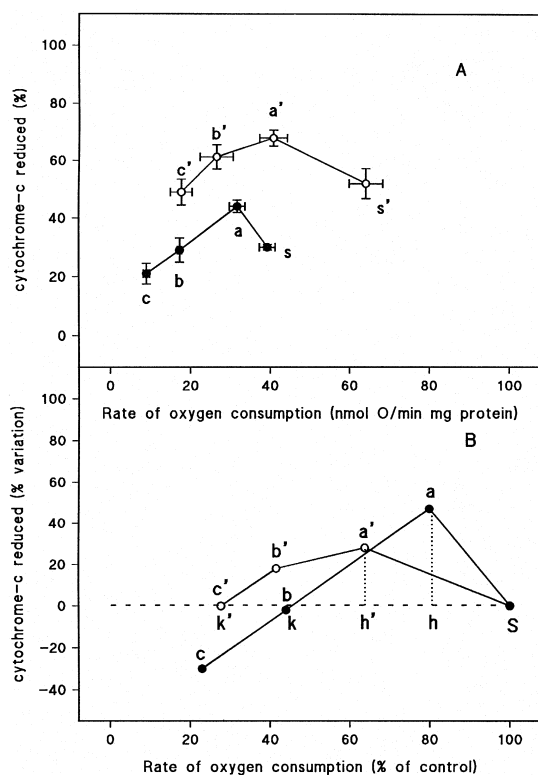 100
80
60
40
20
0
cytochrome-c reduced (%)
A
a'
b'
c'
s'
a
s
b
c
0 20 40 60 80 100
Rate of oxygen consumption (nmol O/min mg protein)
100
80
60
40
20
0
-20
-40
cytochrome-c reduced (% variation)
B
a
a'
b'
c'
b
k' k h' h S
c
0 20 40 60 80 100
Rate of oxygen consumption (% of control)